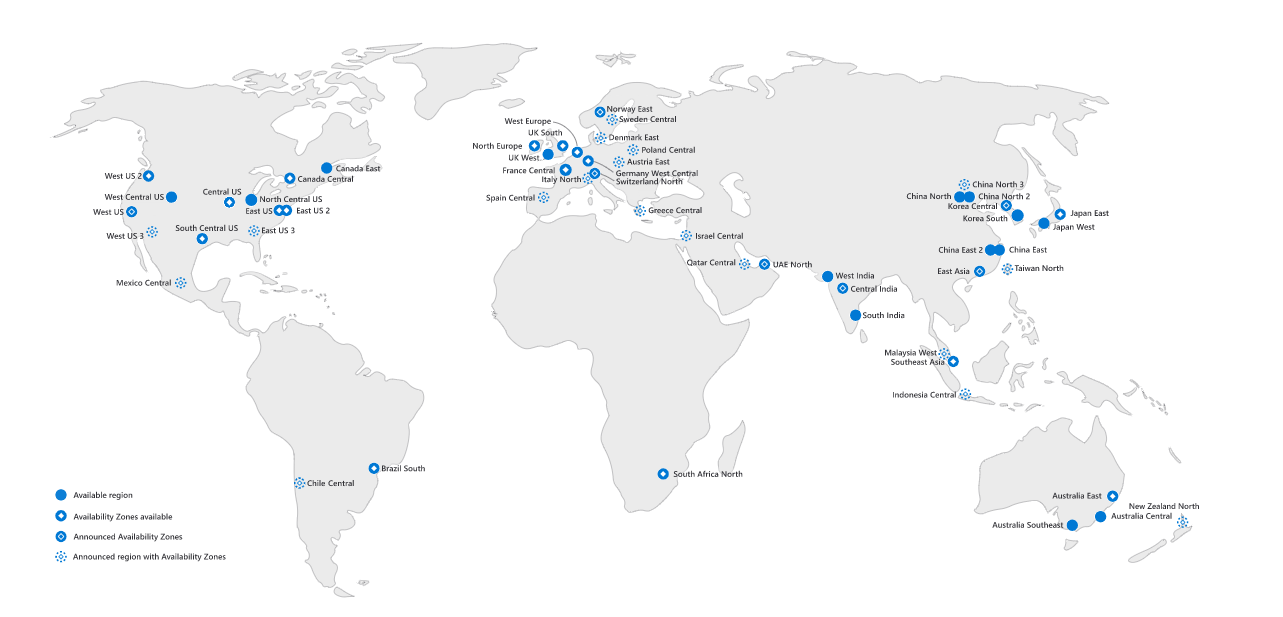 Norway East
Sweden Central
West Europe
UK South
Denmark East
North Europe
Poland Central
UK West
Austria East
France Central
Germany West Central
Italy North
Switzerland North
Spain Central
Greece Central
Israel Central
Qatar Central
UAE North
Canada East
West US 2
Canada Central
Central US
West Central US
North Central US
West US
East US
East US 2
South Central US
East US 3
West US 3
Mexico Central
China North 3
China North
China North 2
Korea Central
Korea South
Japan East
Japan West
China East 2
China East
East Asia
Taiwan North
West India
Central India
South India
Malaysia West
Southeast Asia
Indonesia Central
Brazil South
Chile Central
South Africa North
Australia East
New Zealand North
Australia Central
Australia Southeast
Available region
Availability Zones available
Announced Availability Zones
Announced region with Availability Zones